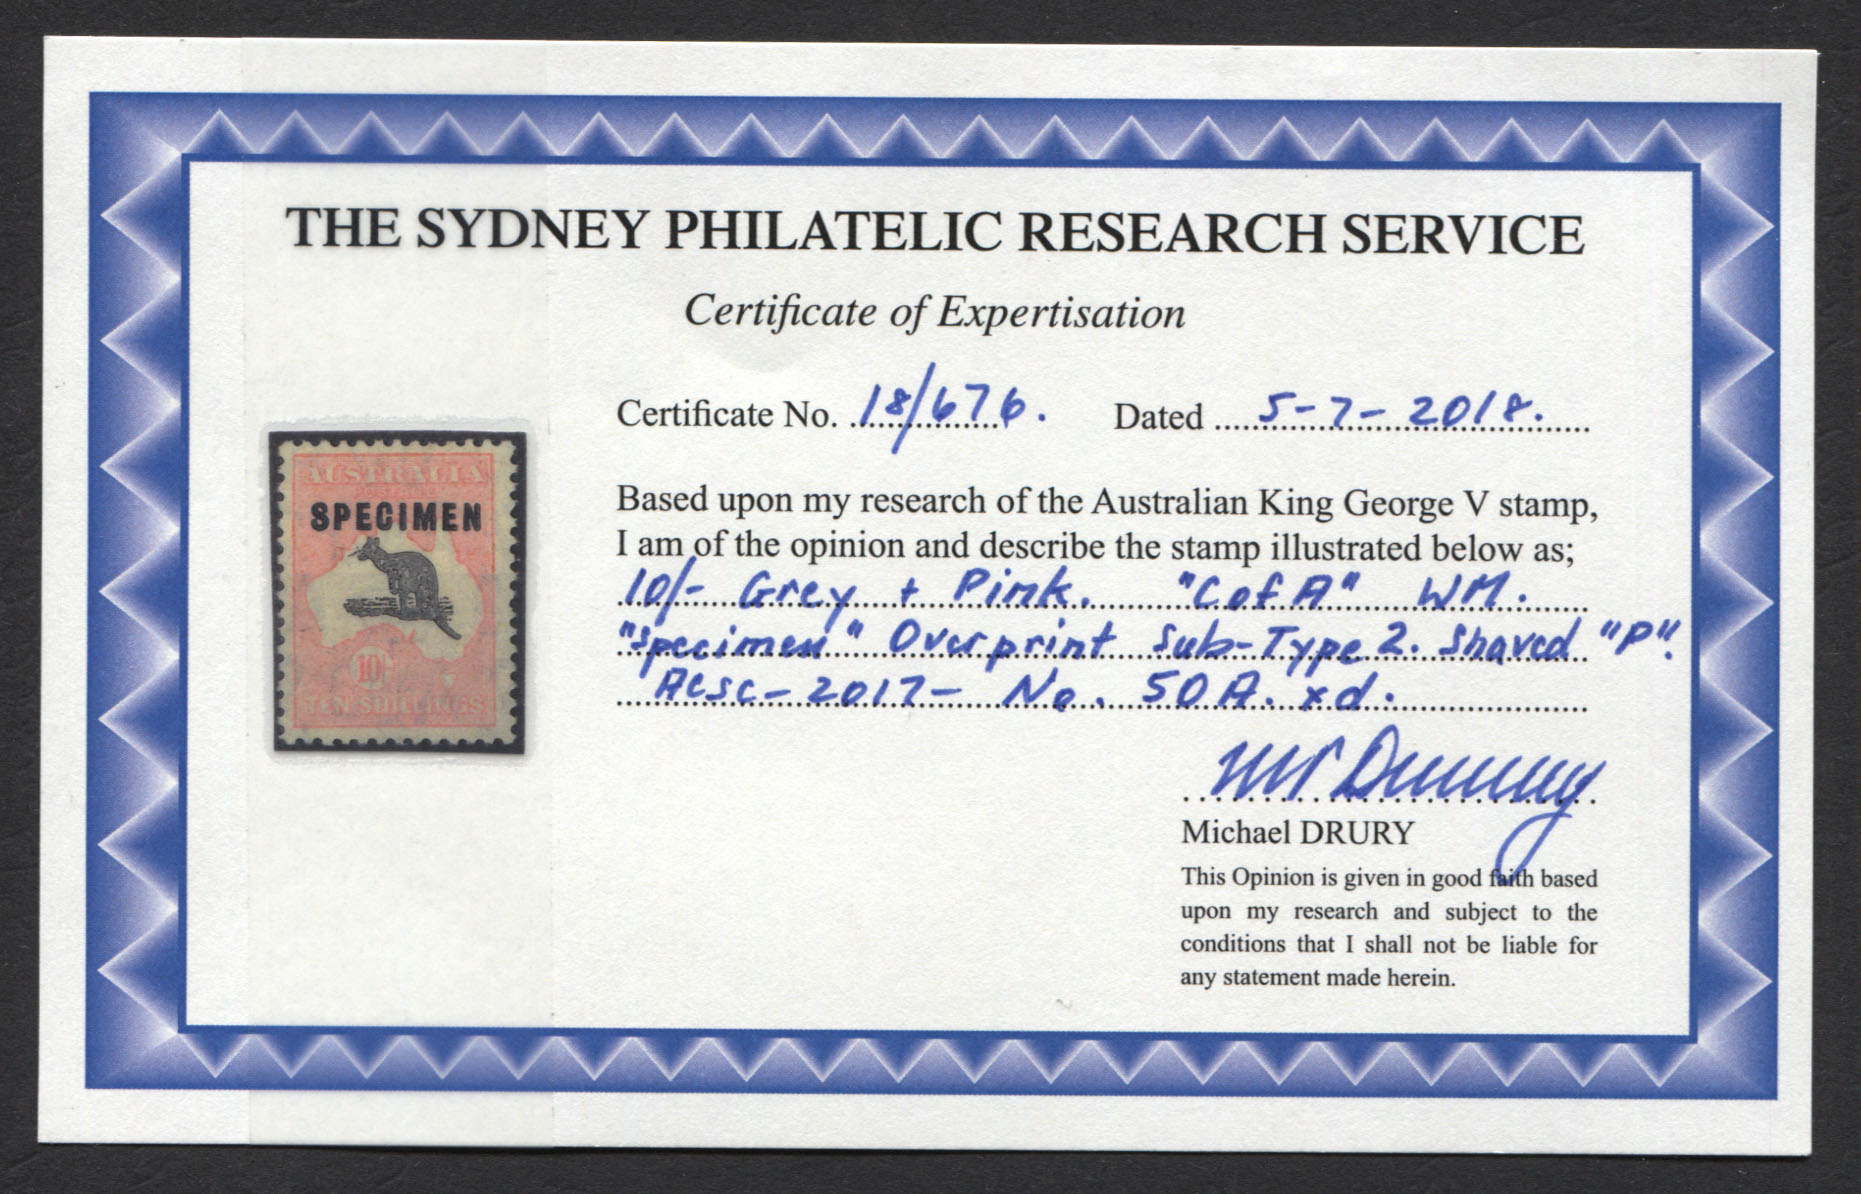 THE SYDNEY PHILATELIC RESEARCH SERVICE
Certificate of Expertisation
Certificate No. 18/676. Dated 5-7-2018.
Based upon my research of the Australian King George V stamp,
I am of the opinion and describe the stamp illustrated below as;
10/- Grey + Pink. "C of A" WM.
"Specimen" Overprint Sub-Type 2. Shaved "P".
ACSC-2017- No. 50A. xd.
AUSTRALIA
SPECIMEN
10/-
TEN SHILLINGS
M Drury
Michael DRURY
This Opinion is given in good faith based
upon my research and subject to the
conditions that I shall not be liable for
any statement made herein.